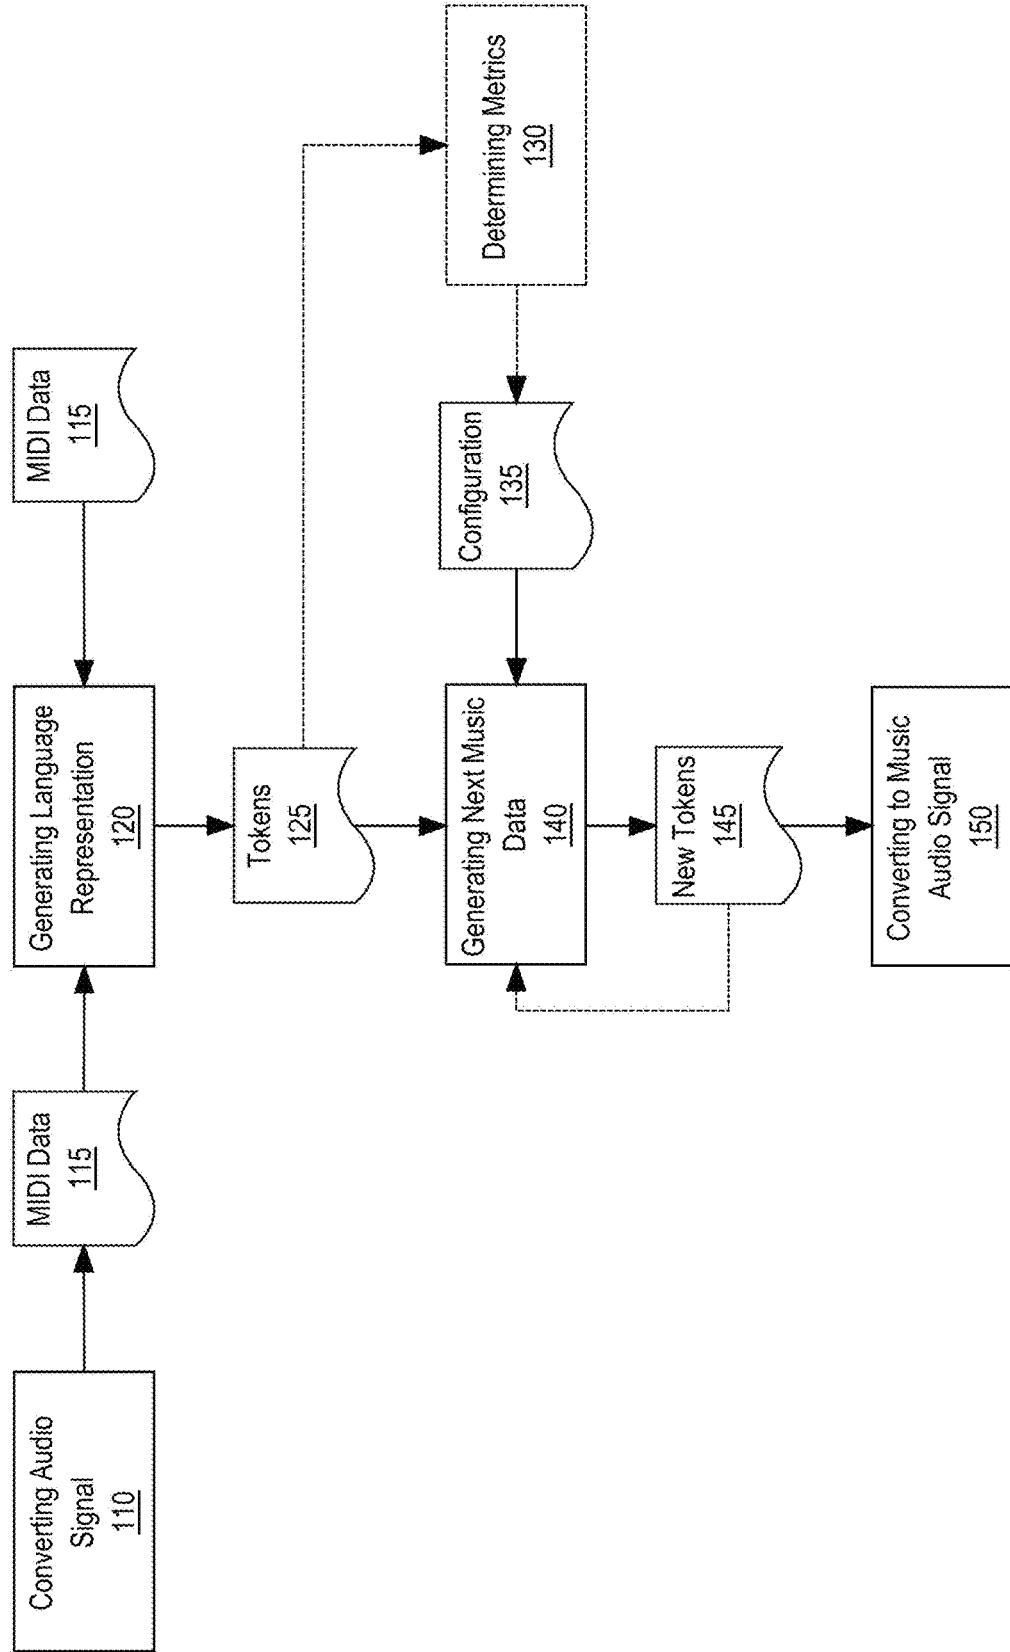 Converting Audio
Signal
110
MIDI Data
115
Generating Language
Representation
120
MIDI Data
115
Tokens
125
Determining Metrics
130
Configuration
135
Generating Next Music
Data
140
New Tokens
145
Converting to Music
Audio Signal
150